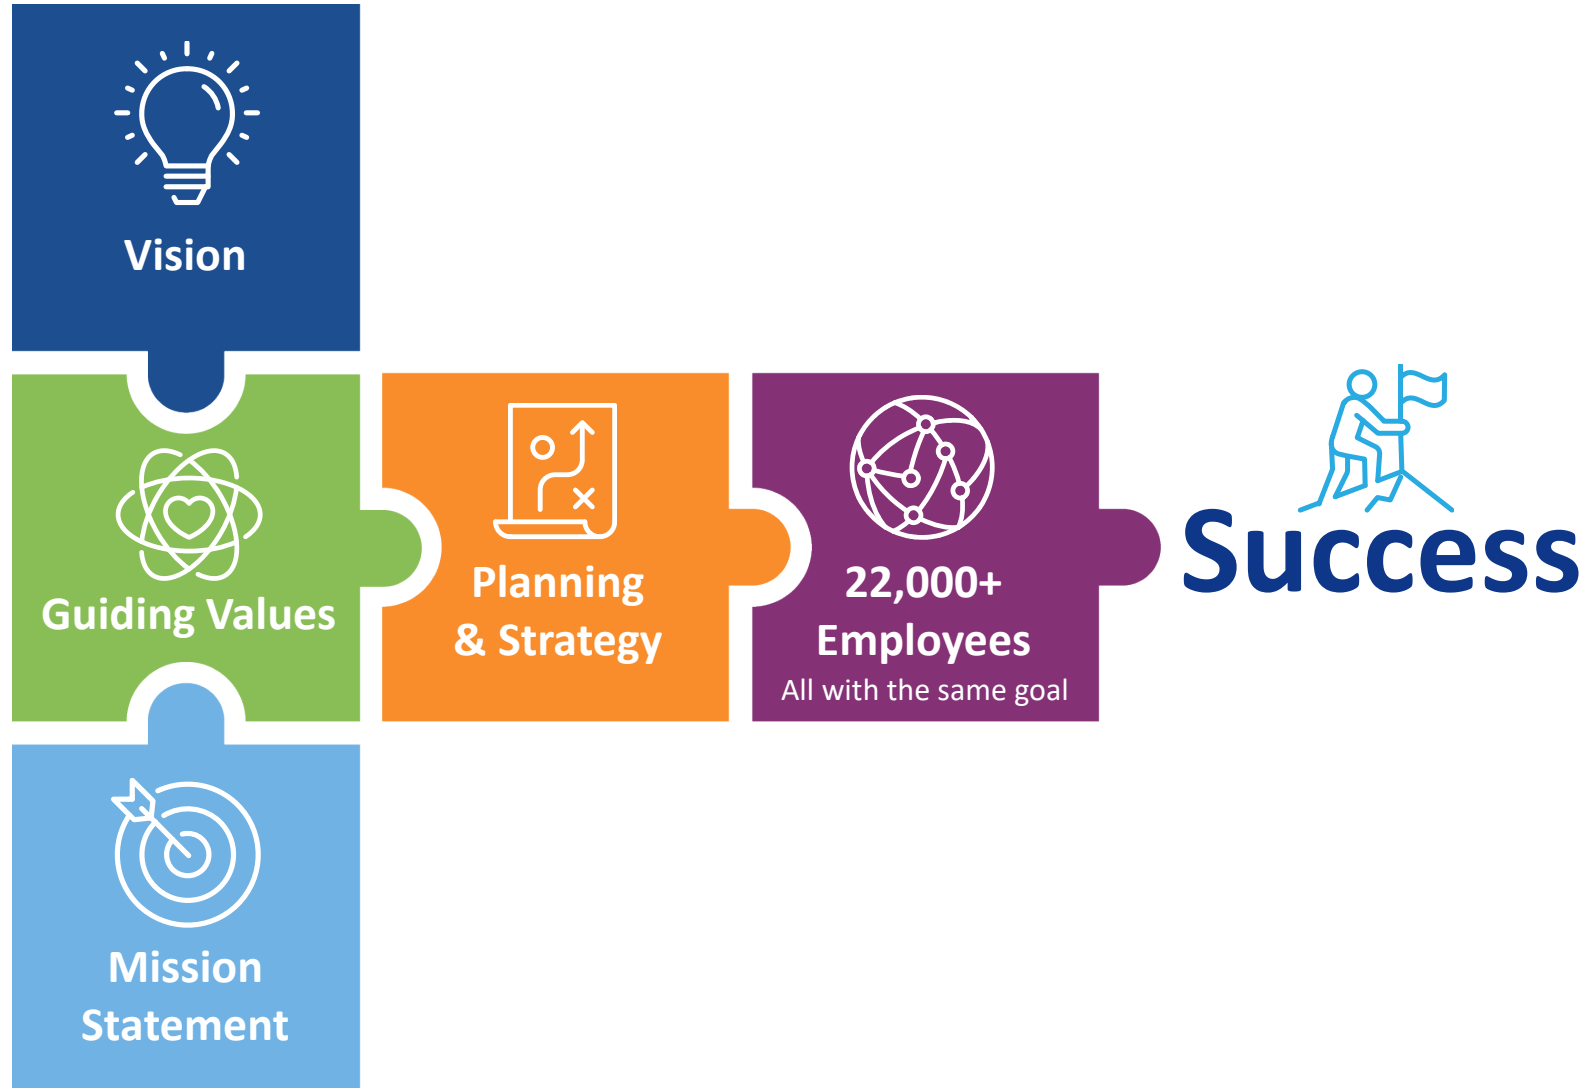 Vision
Guiding Values
Planning
& Strategy
22,000+
Employees
All with the same goal
Success
Mission
Statement